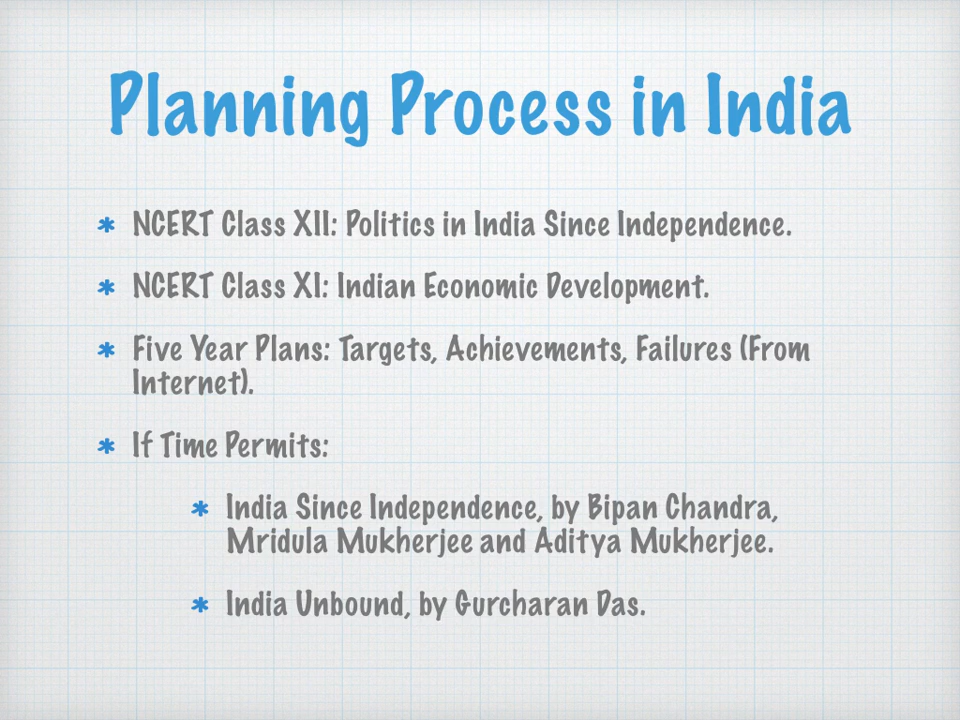 Planning Process in India
NCERT Class XII: Politics in India Since Independence.
NCERT Class XI: Indian Economic Development.
Five Year Plans: Targets, Achievements, Failures (From
Internet).
If Time Permits:
India Since Independence, by Bipan Chandra,
Mridula Mukherjee and Aditya Mukherjee.
India Unbound, by Gurcharan Das.